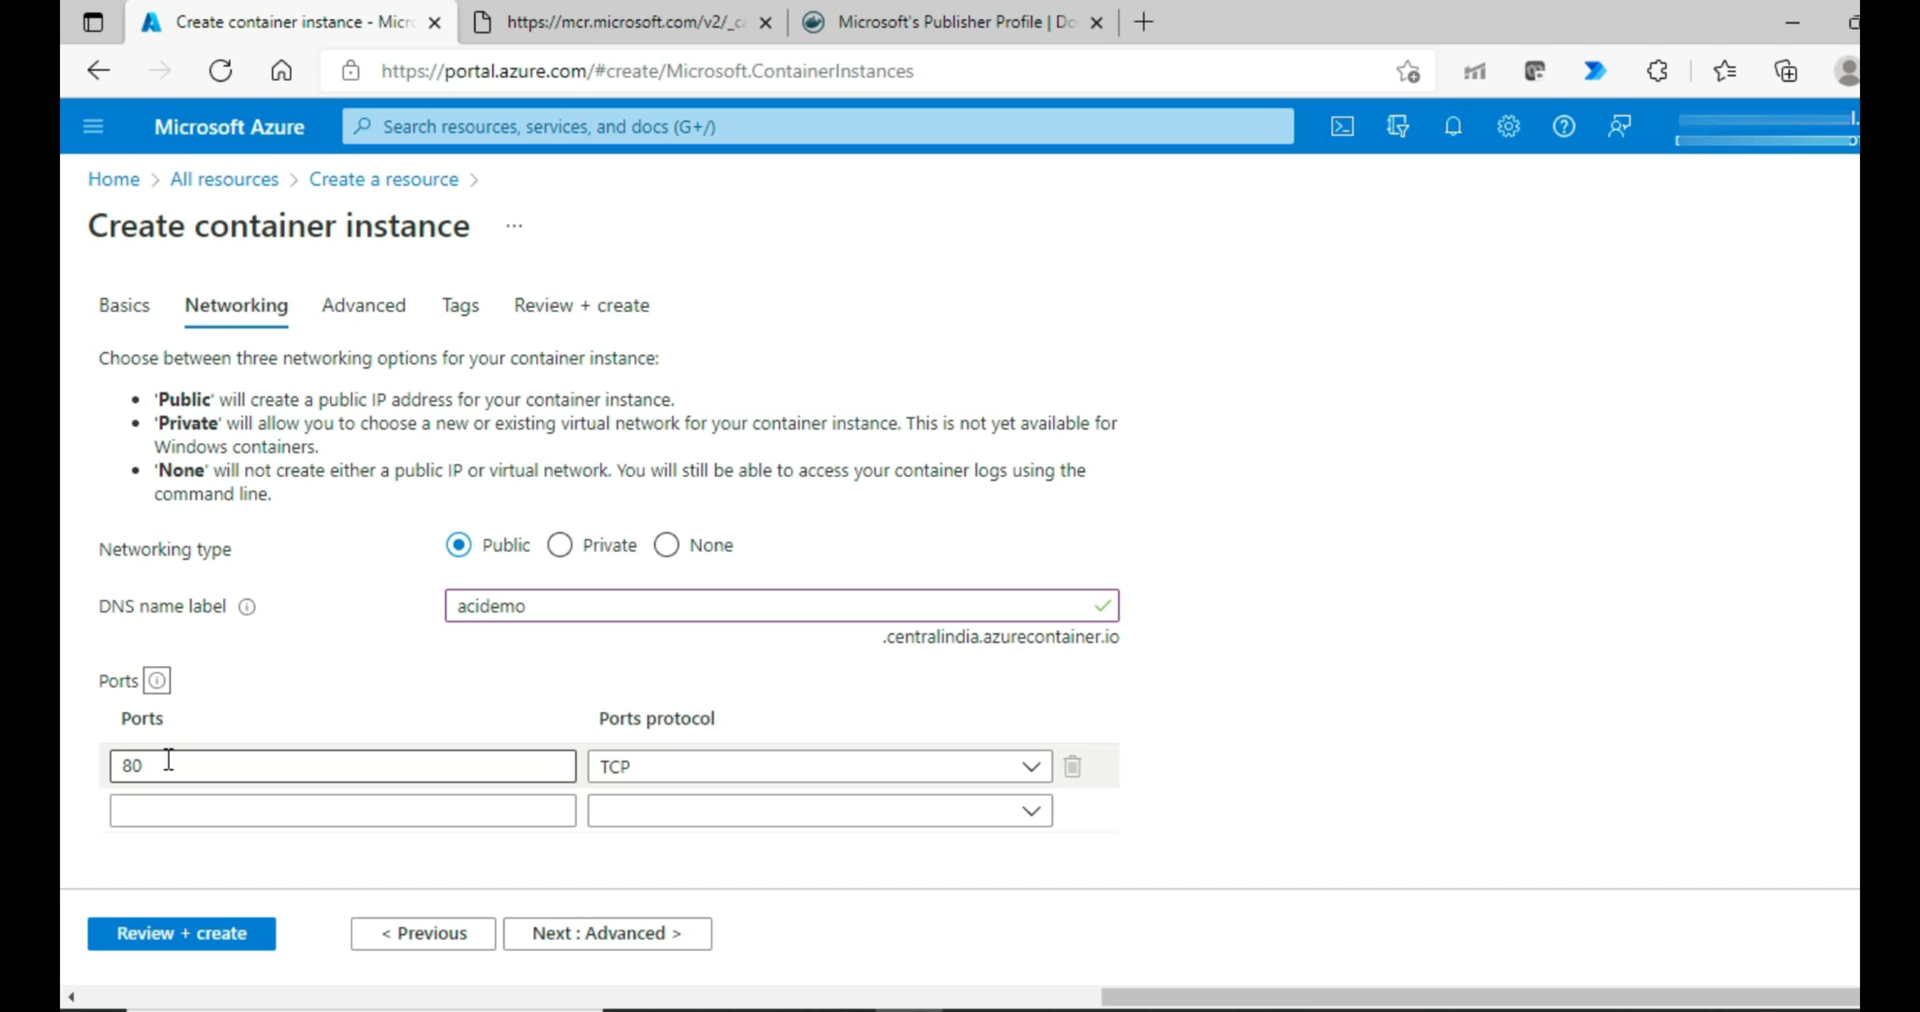 Create container instance - Micr
https://mcr.microsoft.com/v2/_c
Microsoft's Publisher Profile | Do
https://portal.azure.com/#create/Microsoft.ContainerInstances
Microsoft Azure
Search resources, services, and docs (G+/)
Home > All resources > Create a resource >
Create container instance ...
Basics Networking Advanced Tags Review + create
Choose between three networking options for your container instance:
• 'Public' will create a public IP address for your container instance.
• 'Private' will allow you to choose a new or existing virtual network for your container instance. This is not yet available for
Windows containers.
• 'None' will not create either a public IP or virtual network. You will still be able to access your container logs using the
command line.
Networking type Public Private None
DNS name label acidemo
.centralindia.azurecontainer.io
Ports
Ports Ports protocol
80 TCP
Review + create < Previous Next : Advanced >